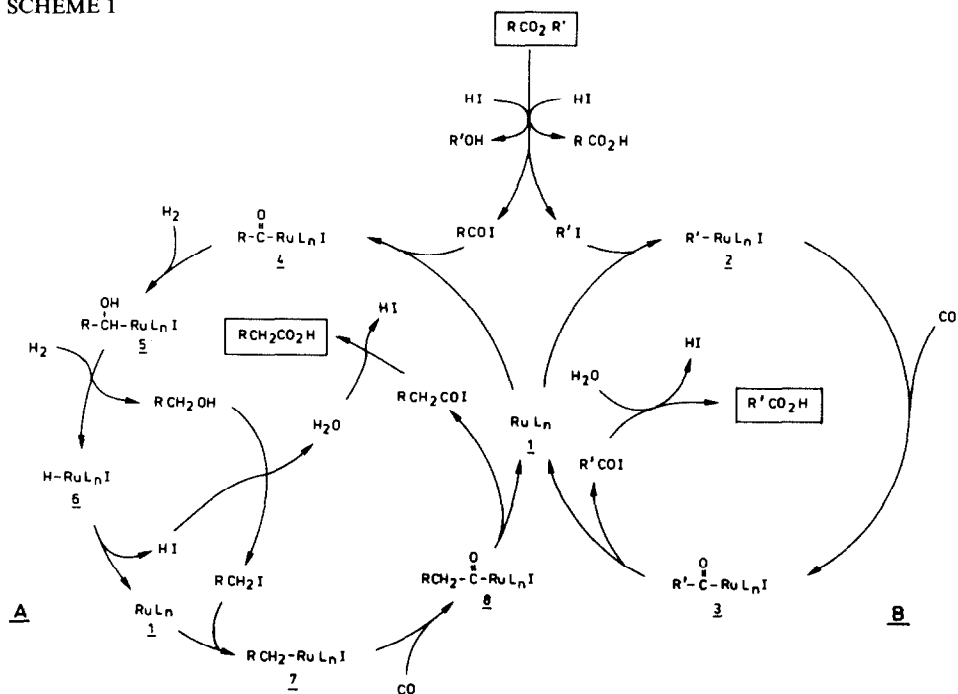 SCHEME 1
RCO2R'
HI HI
R'OH RCO2H
H2
O
R-C-RuLnI
4
RCOI R'I
R'-RuLnI
2
OH
R-CH-RuLnI
5
HI
RCH2CO2H
CO
H2
RCH2OH
RCH2COI
H2O
HI
H2O
RuLn
1
R'CO2H
R'COI
H-RuLnI
6
HI
RCH2I
O
RCH2-C-RuLnI
8
O
R'-C-RuLnI
3
A
RuLn
1
B
RCH2-RuLnI
7
CO